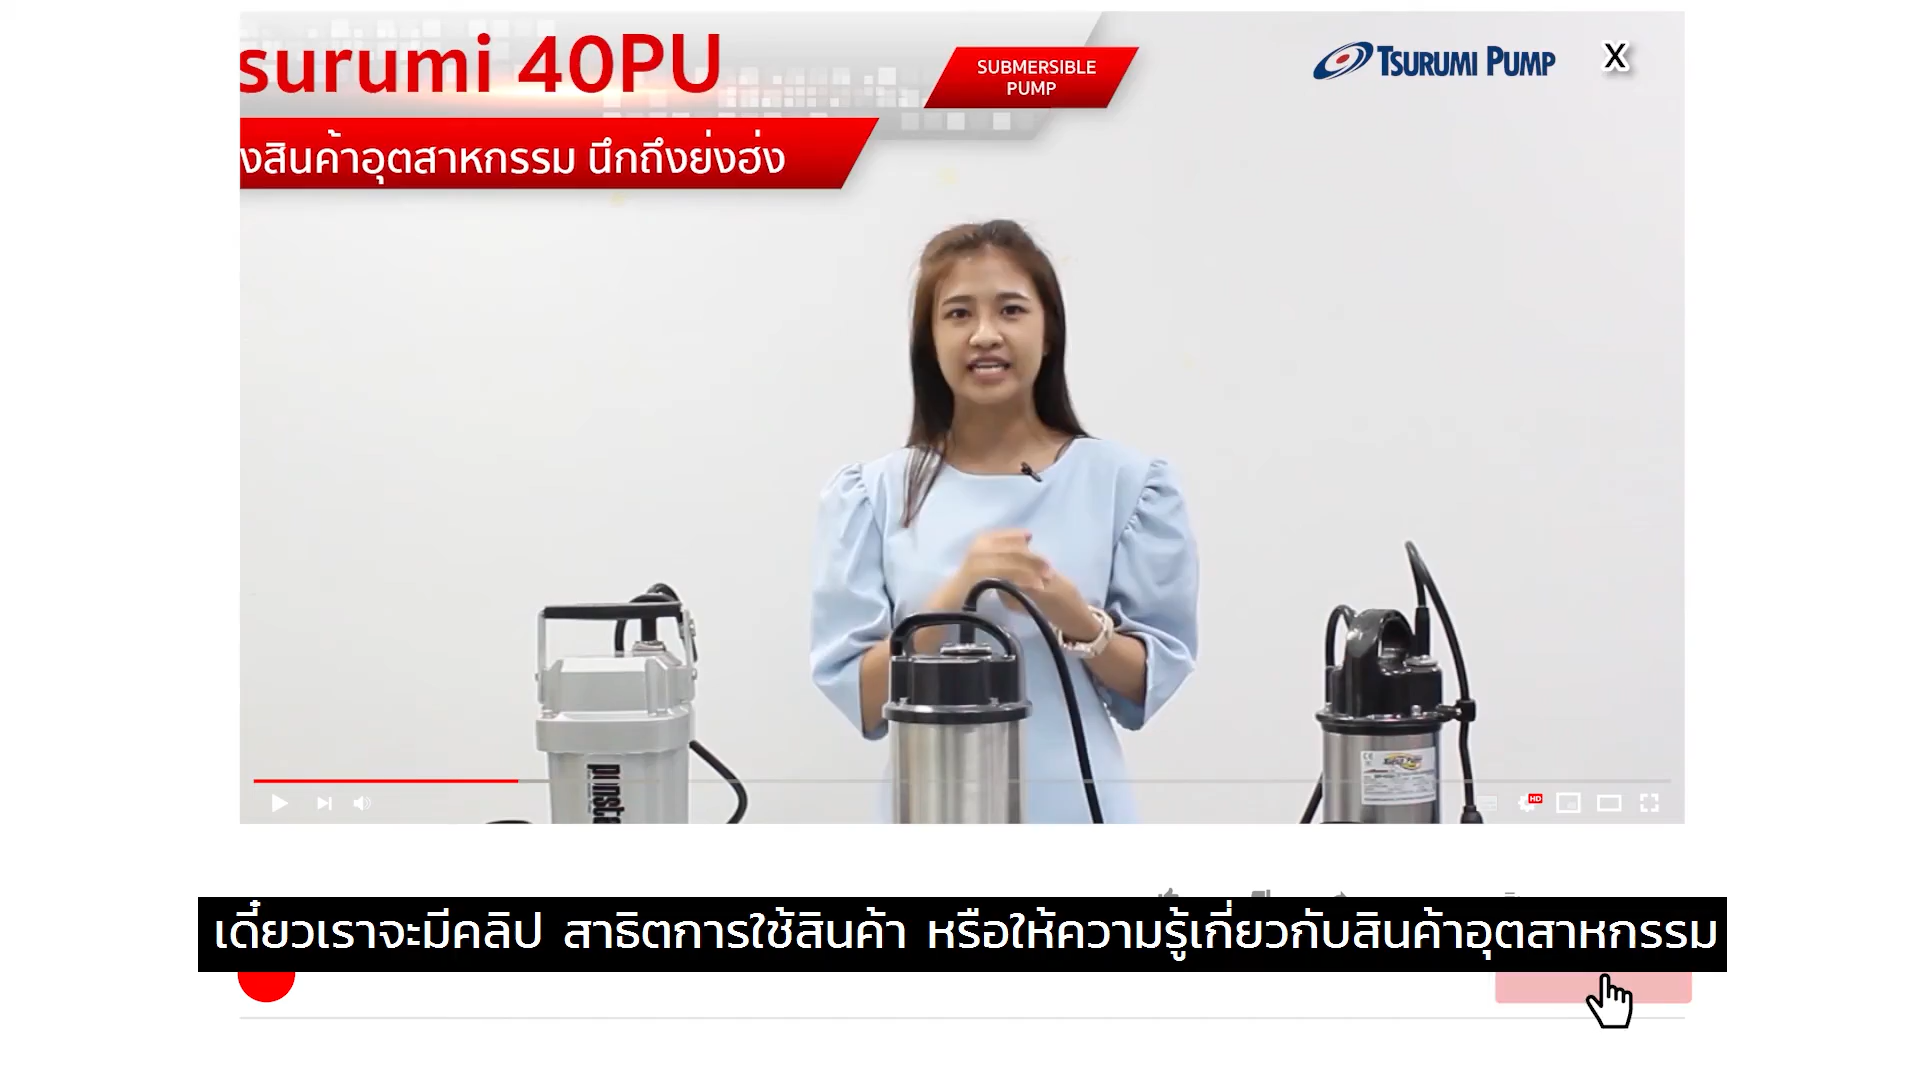 surumi 40PU
SUBMERSIBLE
PUMP
TSURUMI PUMP
X
งสินค้าอุตสาหกรรม นึกถึงย่งฮ่ง
HD
เดี๋ยวเราจะมีคลิป สาธิตการใช้สินค้า หรือให้ความรู้เกี่ยวกับสินค้าอุตสาหกรรม